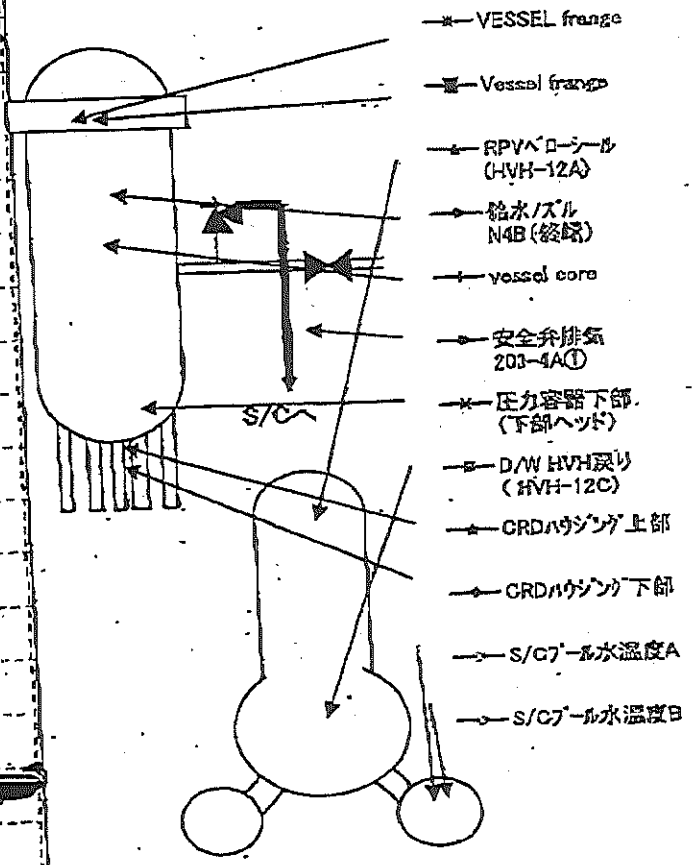 VESSEL frange
Vessel frange
RPVベローシール
(HVH-12A)
給水ノズル
N4B(終端)
vessel core
安全弁排気
203-4A①
圧力容器下部
(下部ヘッド)
D/W HVH戻り
(HVH-12C)
CRDハウジング上部
CRDハウジング下部
S/Cプール水温度A
S/Cプール水温度B
S/Cへ